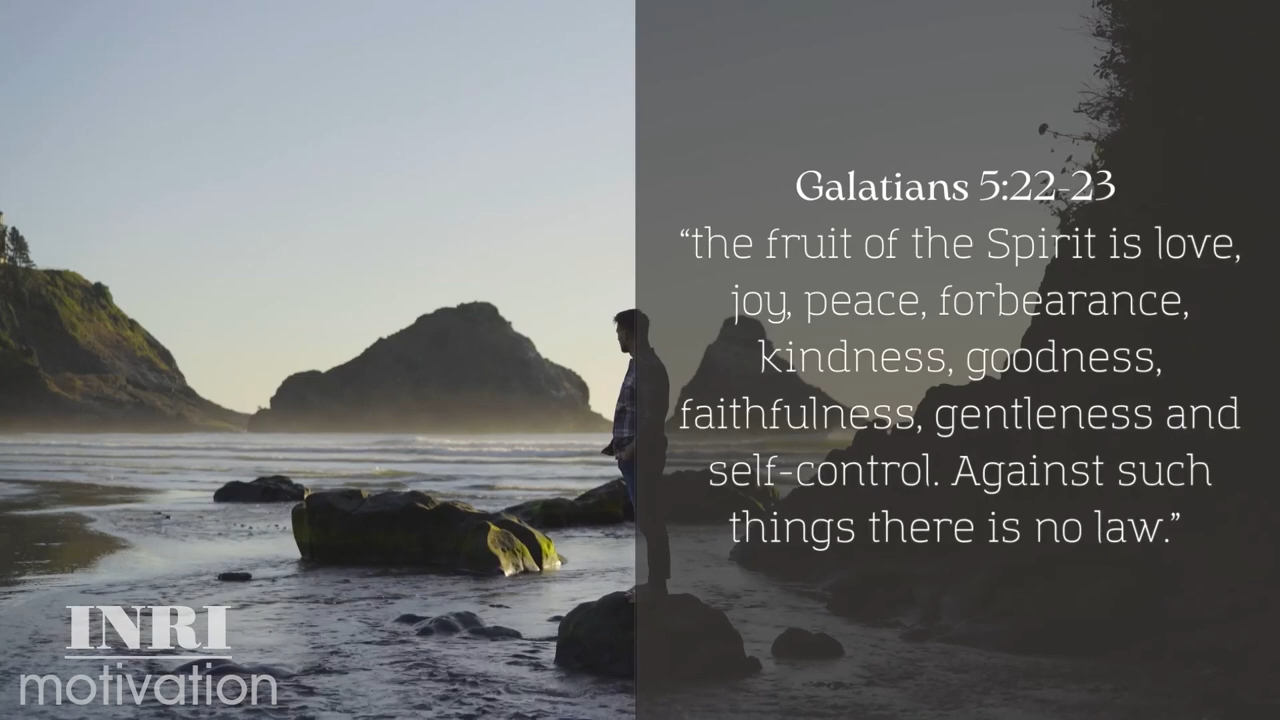 Galatians 5:22-23
“the fruit of the Spirit is love,
joy, peace, forbearance,
kindness, goodness,
faithfulness, gentleness and
self-control. Against such
things there is no law.”
INRI
motivation